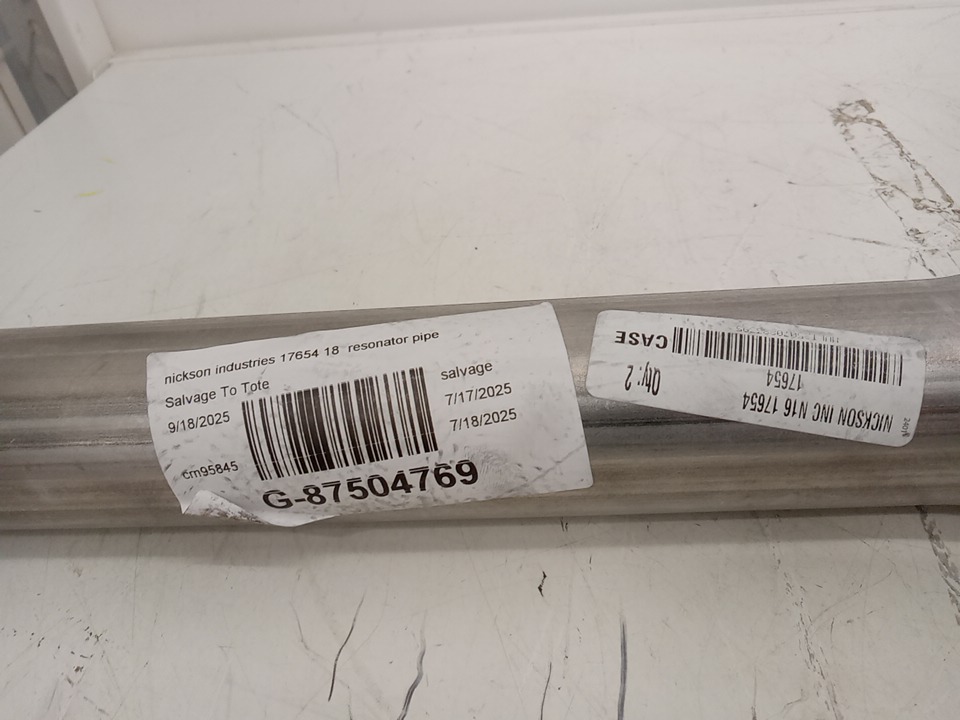 nickson industries 17654 18 resonator pipe
Salvage To Tote
salvage
9/18/2025
7/17/2025
7/18/2025
cm95845
G-87504769
NICKSON INC N16 17654
17654
Qty: 2
CASE